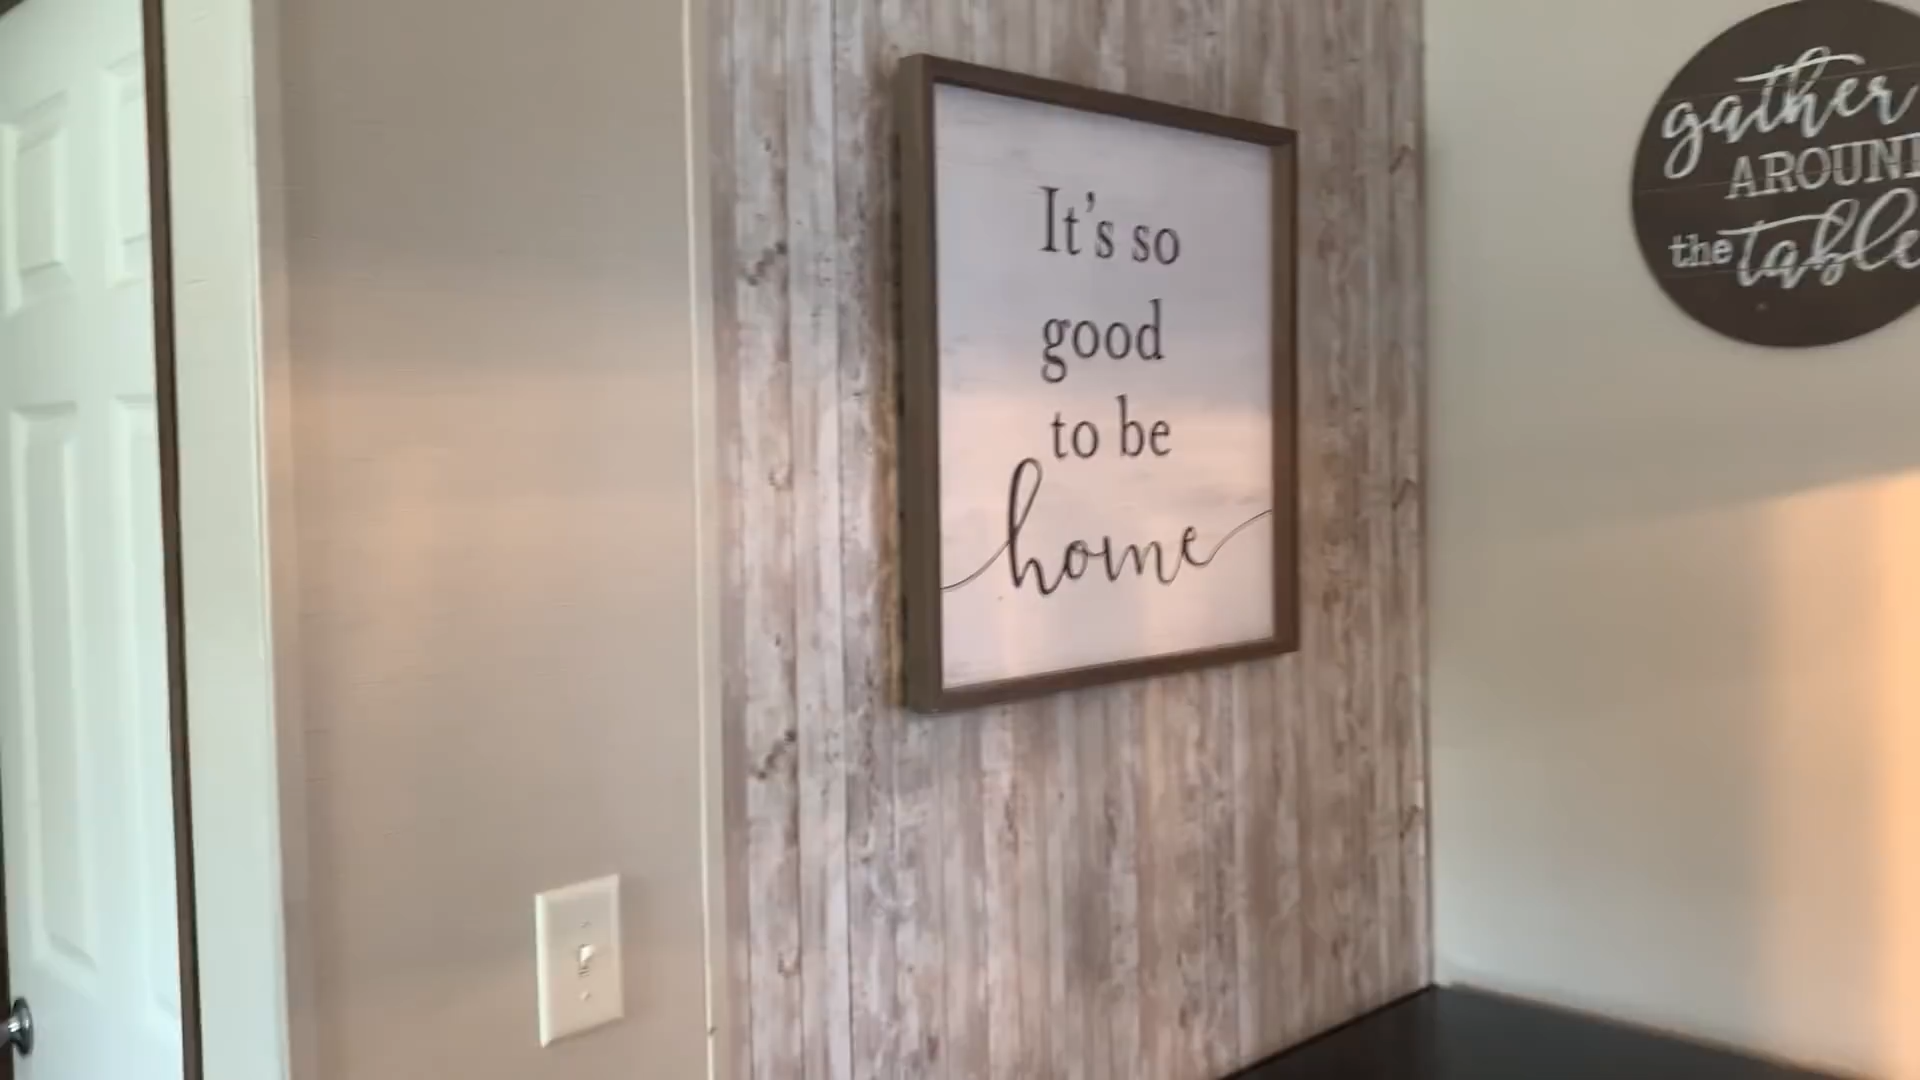 It's so
good
to be
home
gather
AROUND
the table